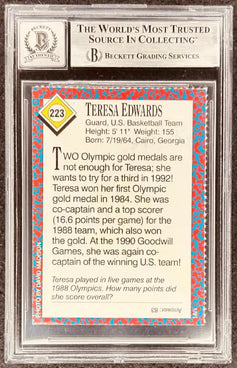 THE WORLD'S MOST TRUSTED
SOURCE IN COLLECTING™
BECKETT GRADING SERVICES
223
TERESA EDWARDS
Guard, U.S. Basketball Team
Height: 5' 11" Weight: 155
Born: 7/19/64, Cairo, Georgia
TWO Olympic gold medals are
not enough for Teresa; she
wants to try for a third in 1992!
Teresa won her first Olympic
gold medal in 1984. She was
co-captain and a top scorer
(16.6 points per game) for the
1988 team, which also won
the gold. At the 1990 Goodwill
Games, she was again co-
captain of the winning U.S. team!
Teresa played in five games at the
1988 Olympics. How many points did
she score overall?
Answer: 83